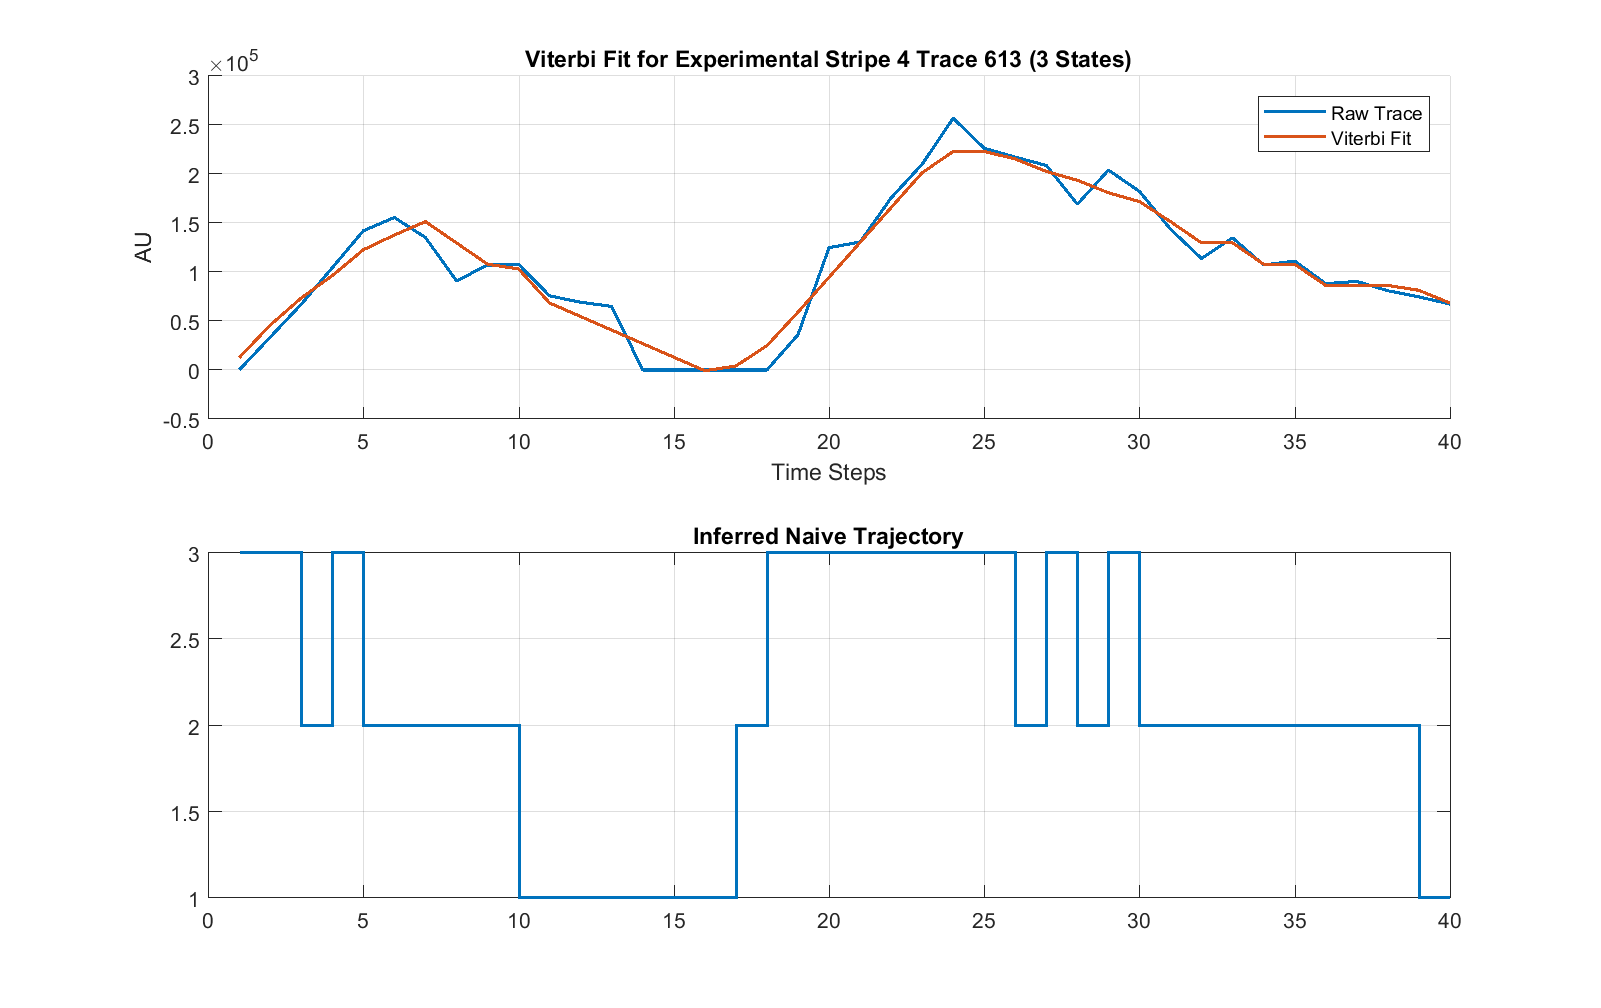 Viterbi Fit for Experimental Stripe 4 Trace 613 (3 States)
×10^5
3
2.5
2
1.5
1
0.5
0
-0.5
AU
Raw Trace
Viterbi Fit
0 5 10 15 20 25 30 35 40
Time Steps
Inferred Naive Trajectory
3
2.5
2
1.5
1
0 5 10 15 20 25 30 35 40